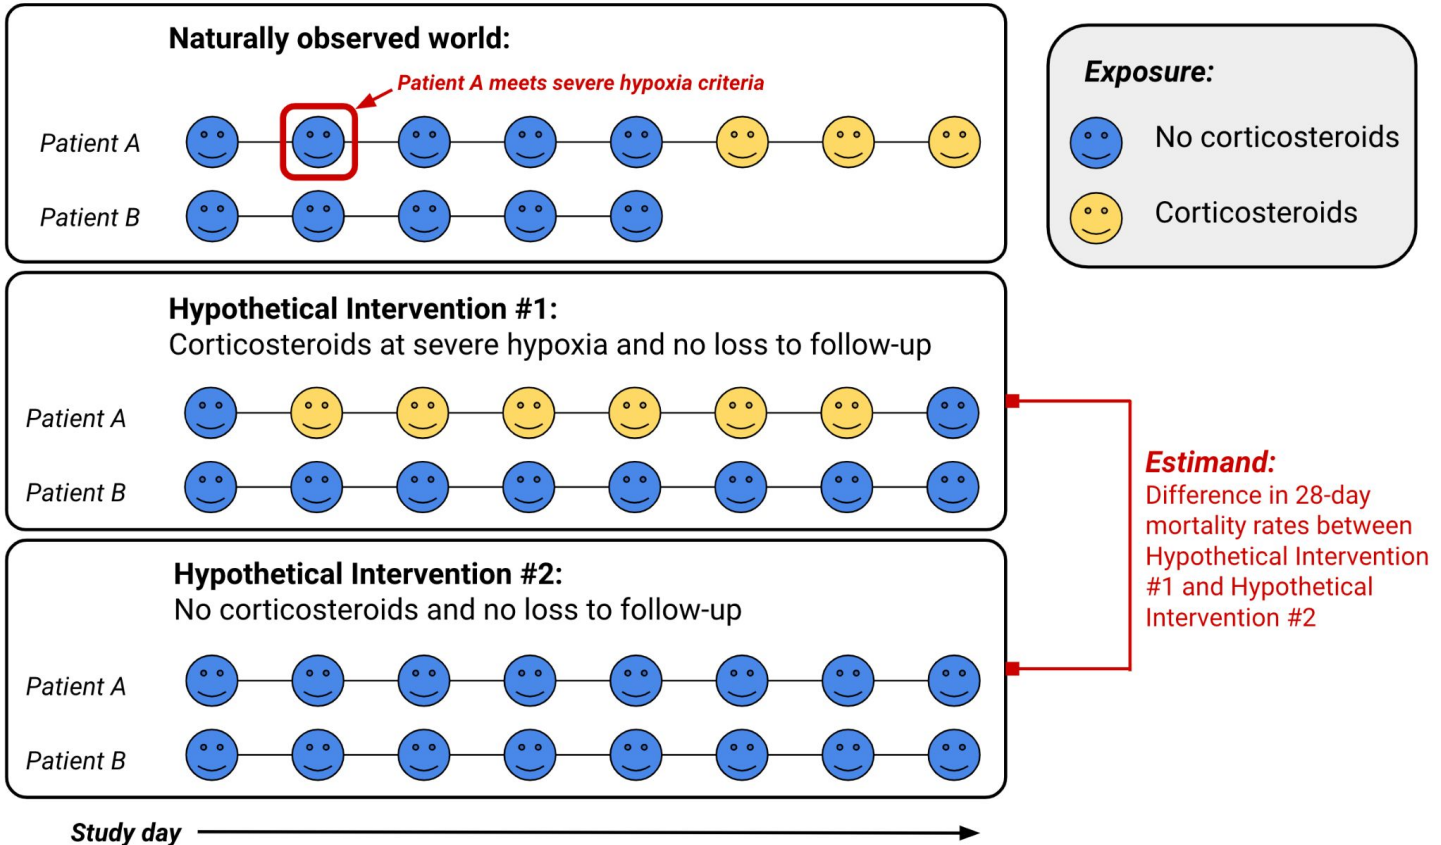 Naturally observed world:
Patient A meets severe hypoxia criteria
Patient A
Patient B
Exposure:
No corticosteroids
Corticosteroids
Hypothetical Intervention #1:
Corticosteroids at severe hypoxia and no loss to follow-up
Patient A
Patient B
Estimand:
Difference in 28-day
mortality rates between
Hypothetical Intervention
#1 and Hypothetical
Intervention #2
Hypothetical Intervention #2:
No corticosteroids and no loss to follow-up
Patient A
Patient B
Study day